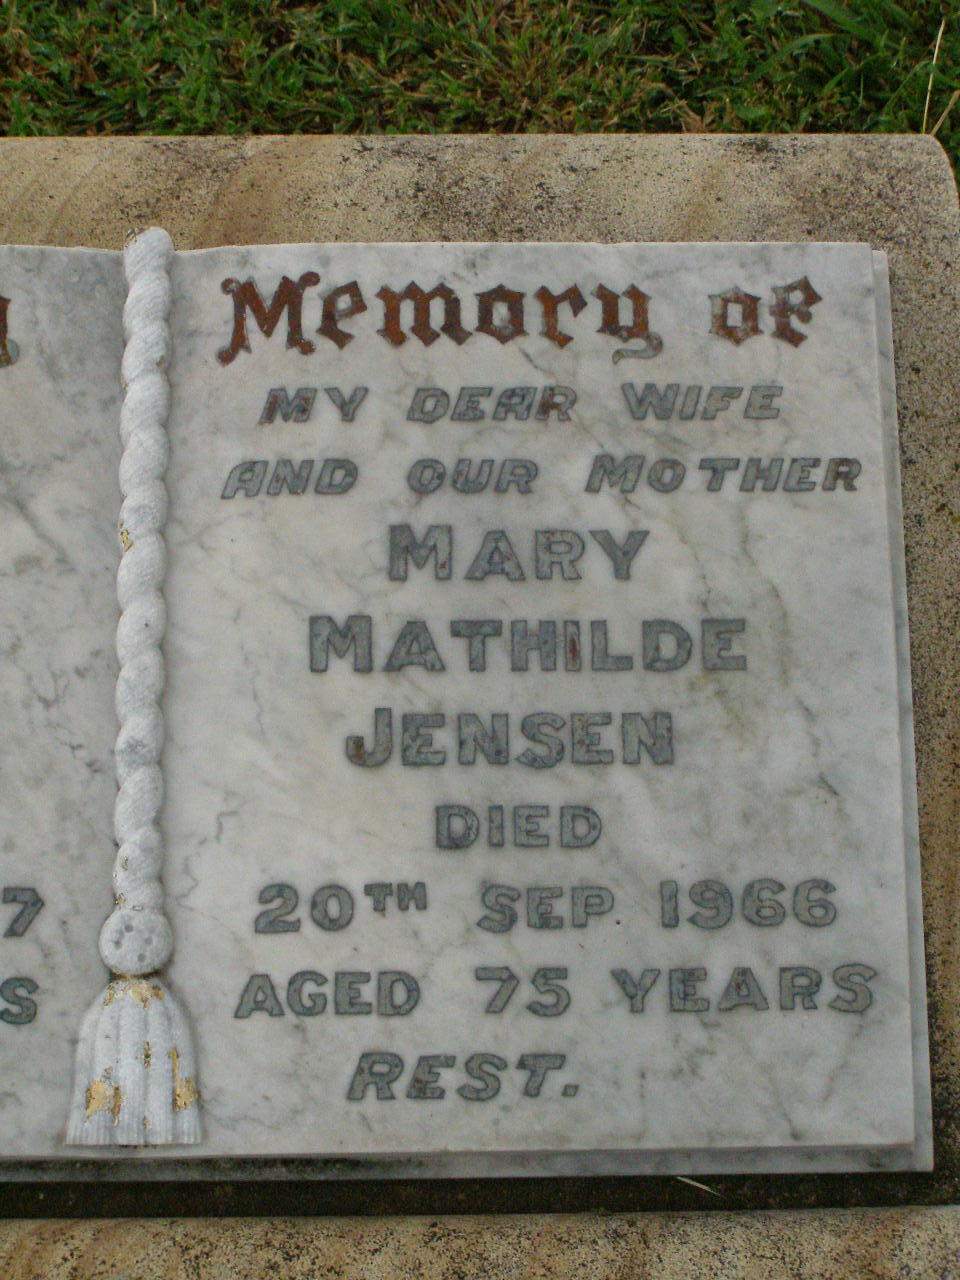 Memory of
MY DEAR WIFE
AND OUR MOTHER
MARY
MATHILDE
JENSEN
DIED
20TH SEP 1966
AGED 75 YEARS
REST.
7
S